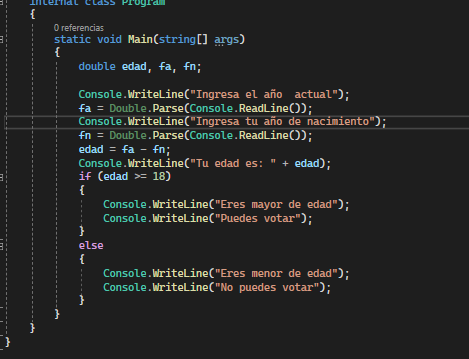 internal class Program
{
0 referencias
static void Main(string[] args)
{
double edad, fa, fn;
Console.WriteLine("Ingresa el año  actual");
fa = Double.Parse(Console.ReadLine());
Console.WriteLine("Ingresa tu año de nacimiento");
fn = Double.Parse(Console.ReadLine());
edad = fa - fn;
Console.WriteLine("Tu edad es: " + edad);
if (edad >= 18)
{
Console.WriteLine("Eres mayor de edad");
Console.WriteLine("Puedes votar");
}
else
{
Console.WriteLine("Eres menor de edad");
Console.WriteLine("No puedes votar");
}
}
}
}